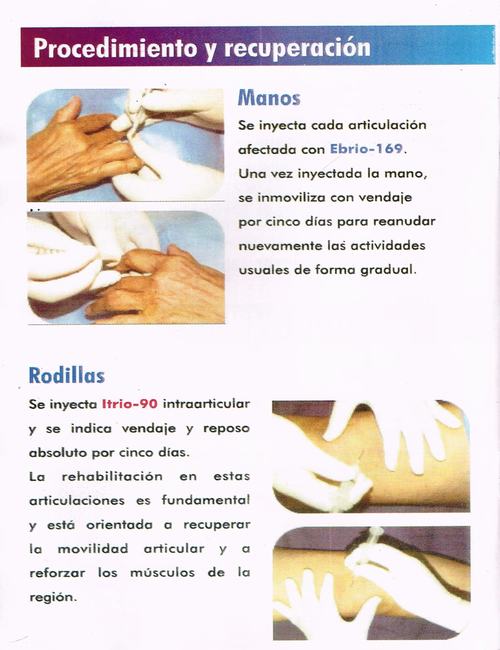 Procedimiento y recuperación
Manos
Se inyecta cada articulación
afectada con Ebrio-169.
Una vez inyectada la mano,
se inmoviliza con vendaje
por cinco días para reanudar
nuevamente las actividades
usuales de forma gradual.
Rodillas
Se inyecta Itrio-90 intraarticular
y se indica vendaje y reposo
absoluto por cinco días.
La rehabilitación en estas
articulaciones es fundamental
y está orientada a recuperar
la movilidad articular y a
reforzar los músculos de la
región.